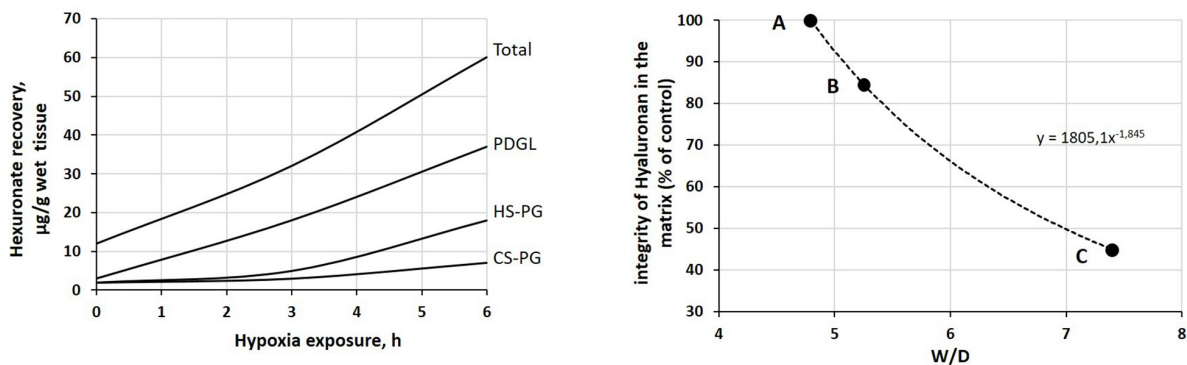 Hexuronate recovery,
µg/g wet tissue
70
60
50
40
30
20
10
0
0 1 2 3 4 5 6
Hypoxia exposure, h
Total
PDGL
HS-PG
CS-PG
integrity of Hyaluronan in the
matrix (% of control)
100
90
80
70
60
50
40
30
4 5 6 7 8
W/D
A
B
C
y = 1805,1x^-1,845